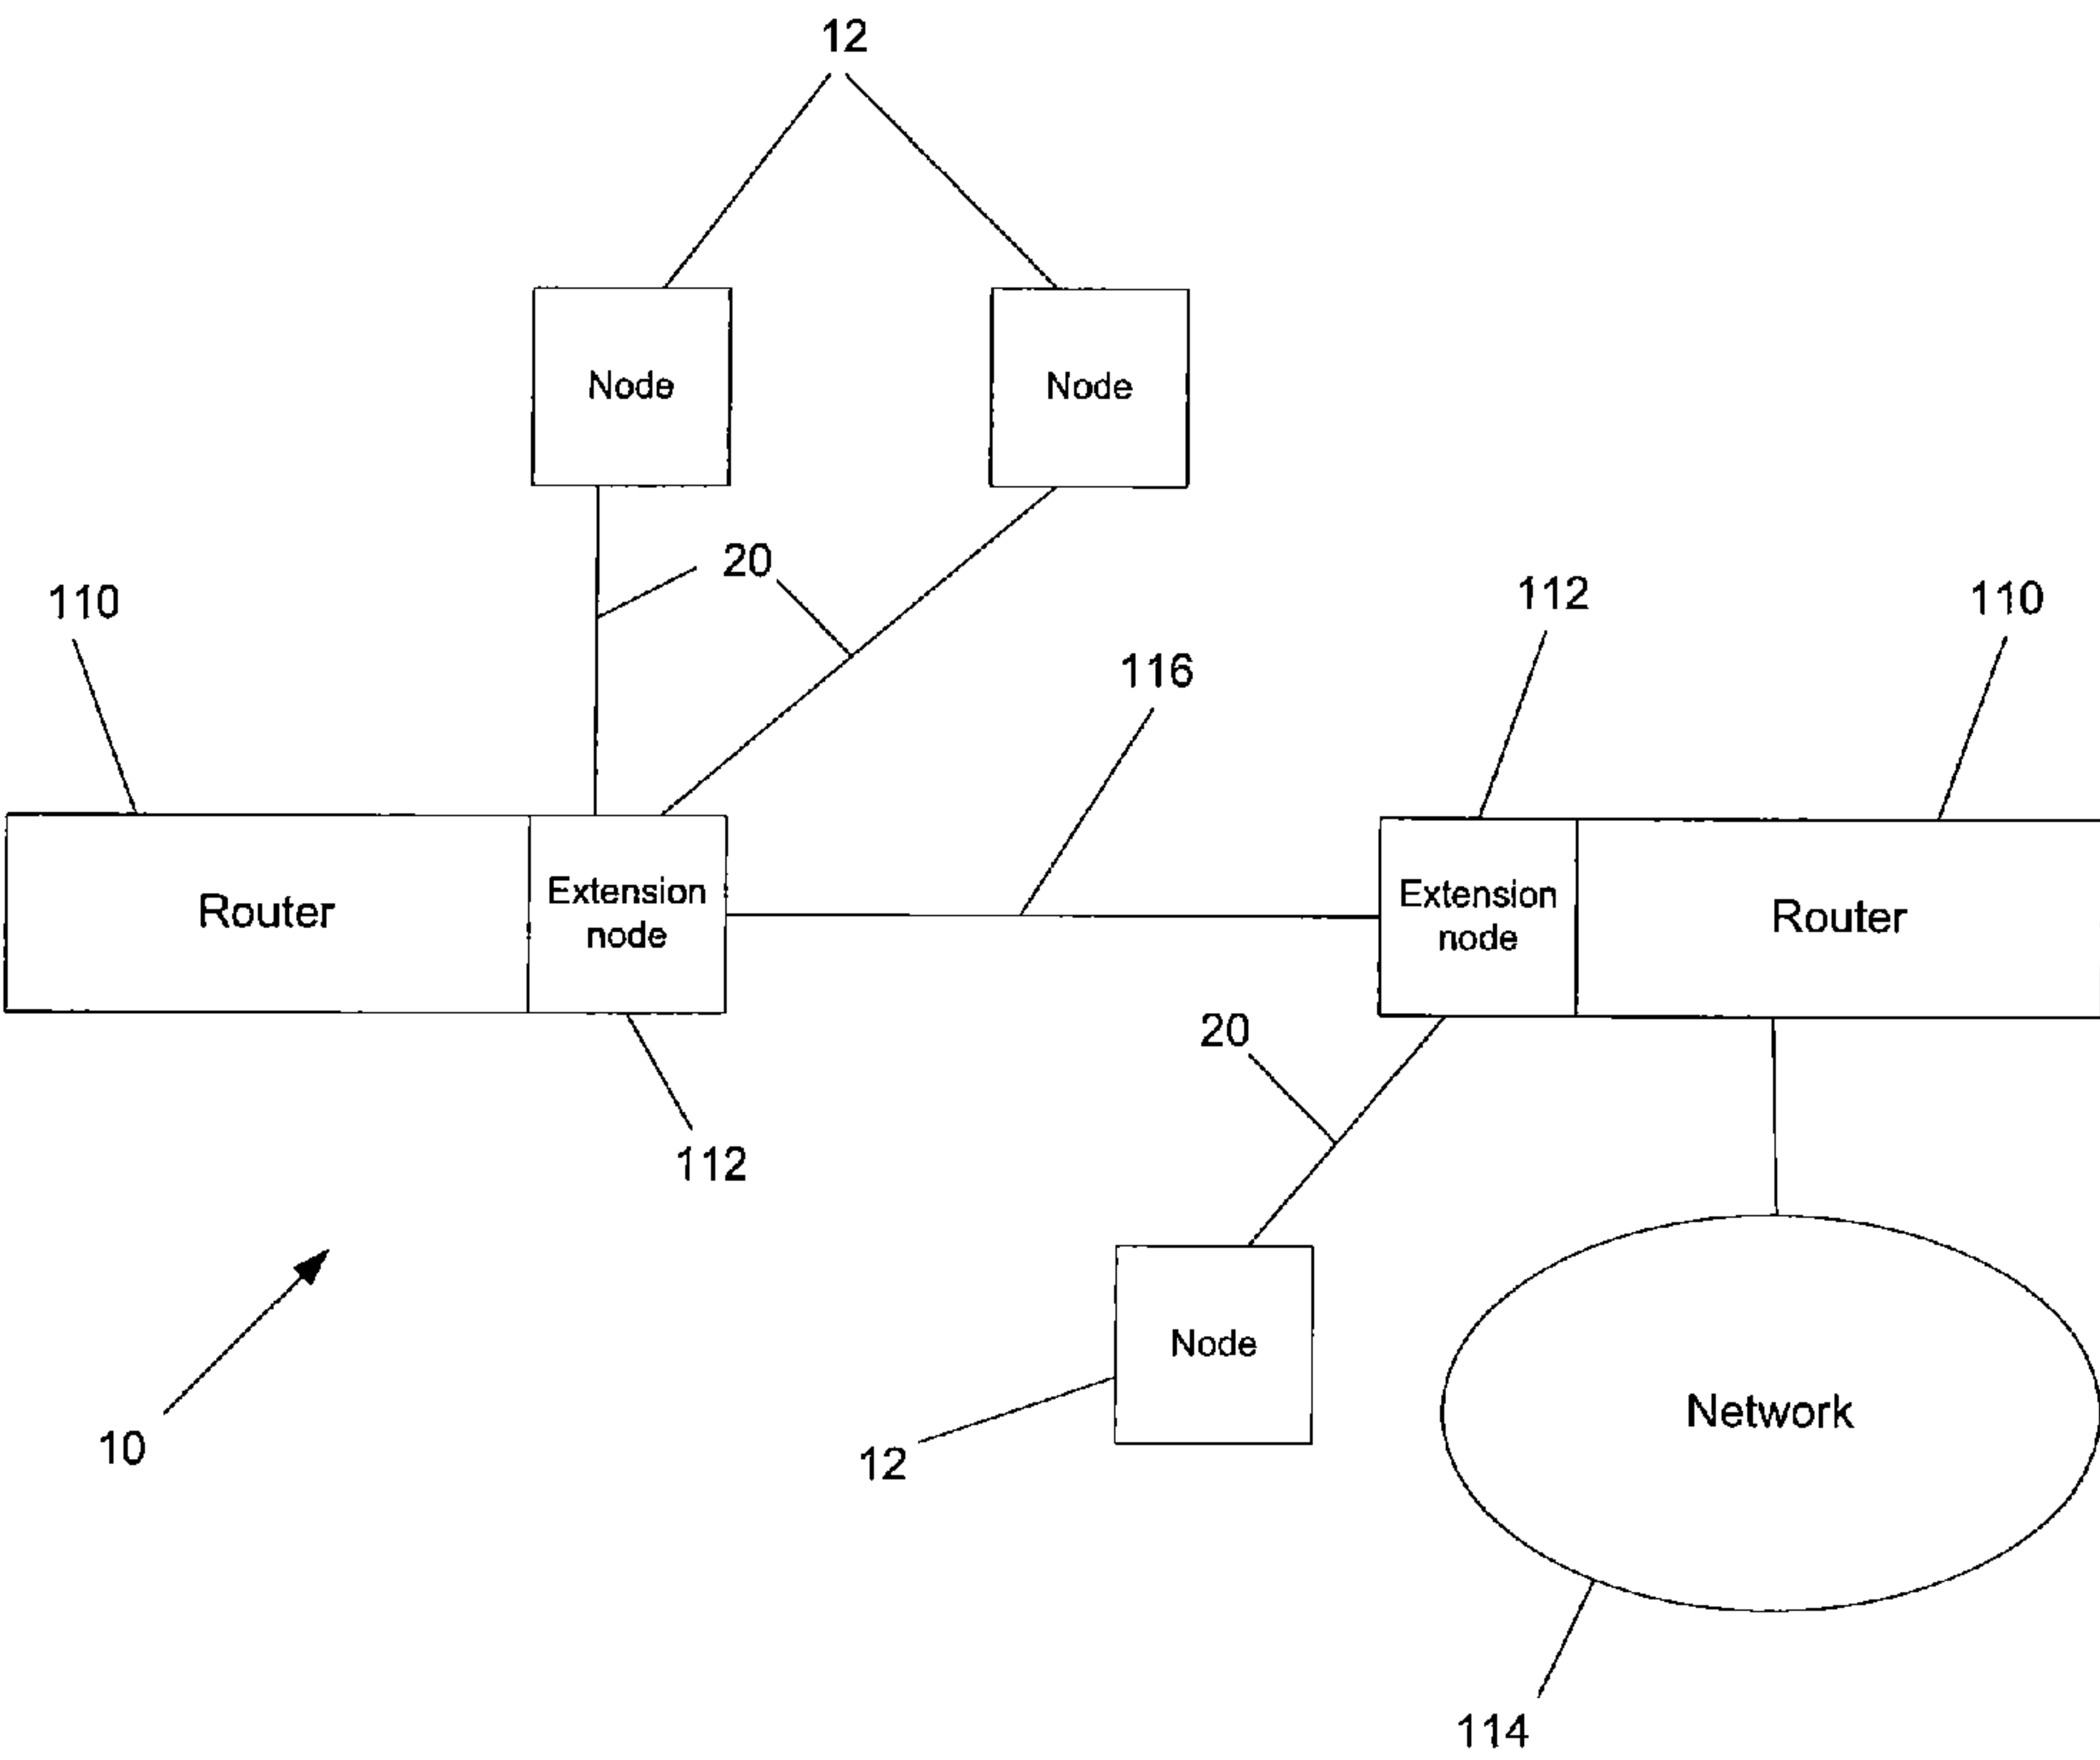 12
Node
Node
20
110
112
110
116
Router
Extension
node
Extension
node
Router
20
112
Node
10
12
Network
114